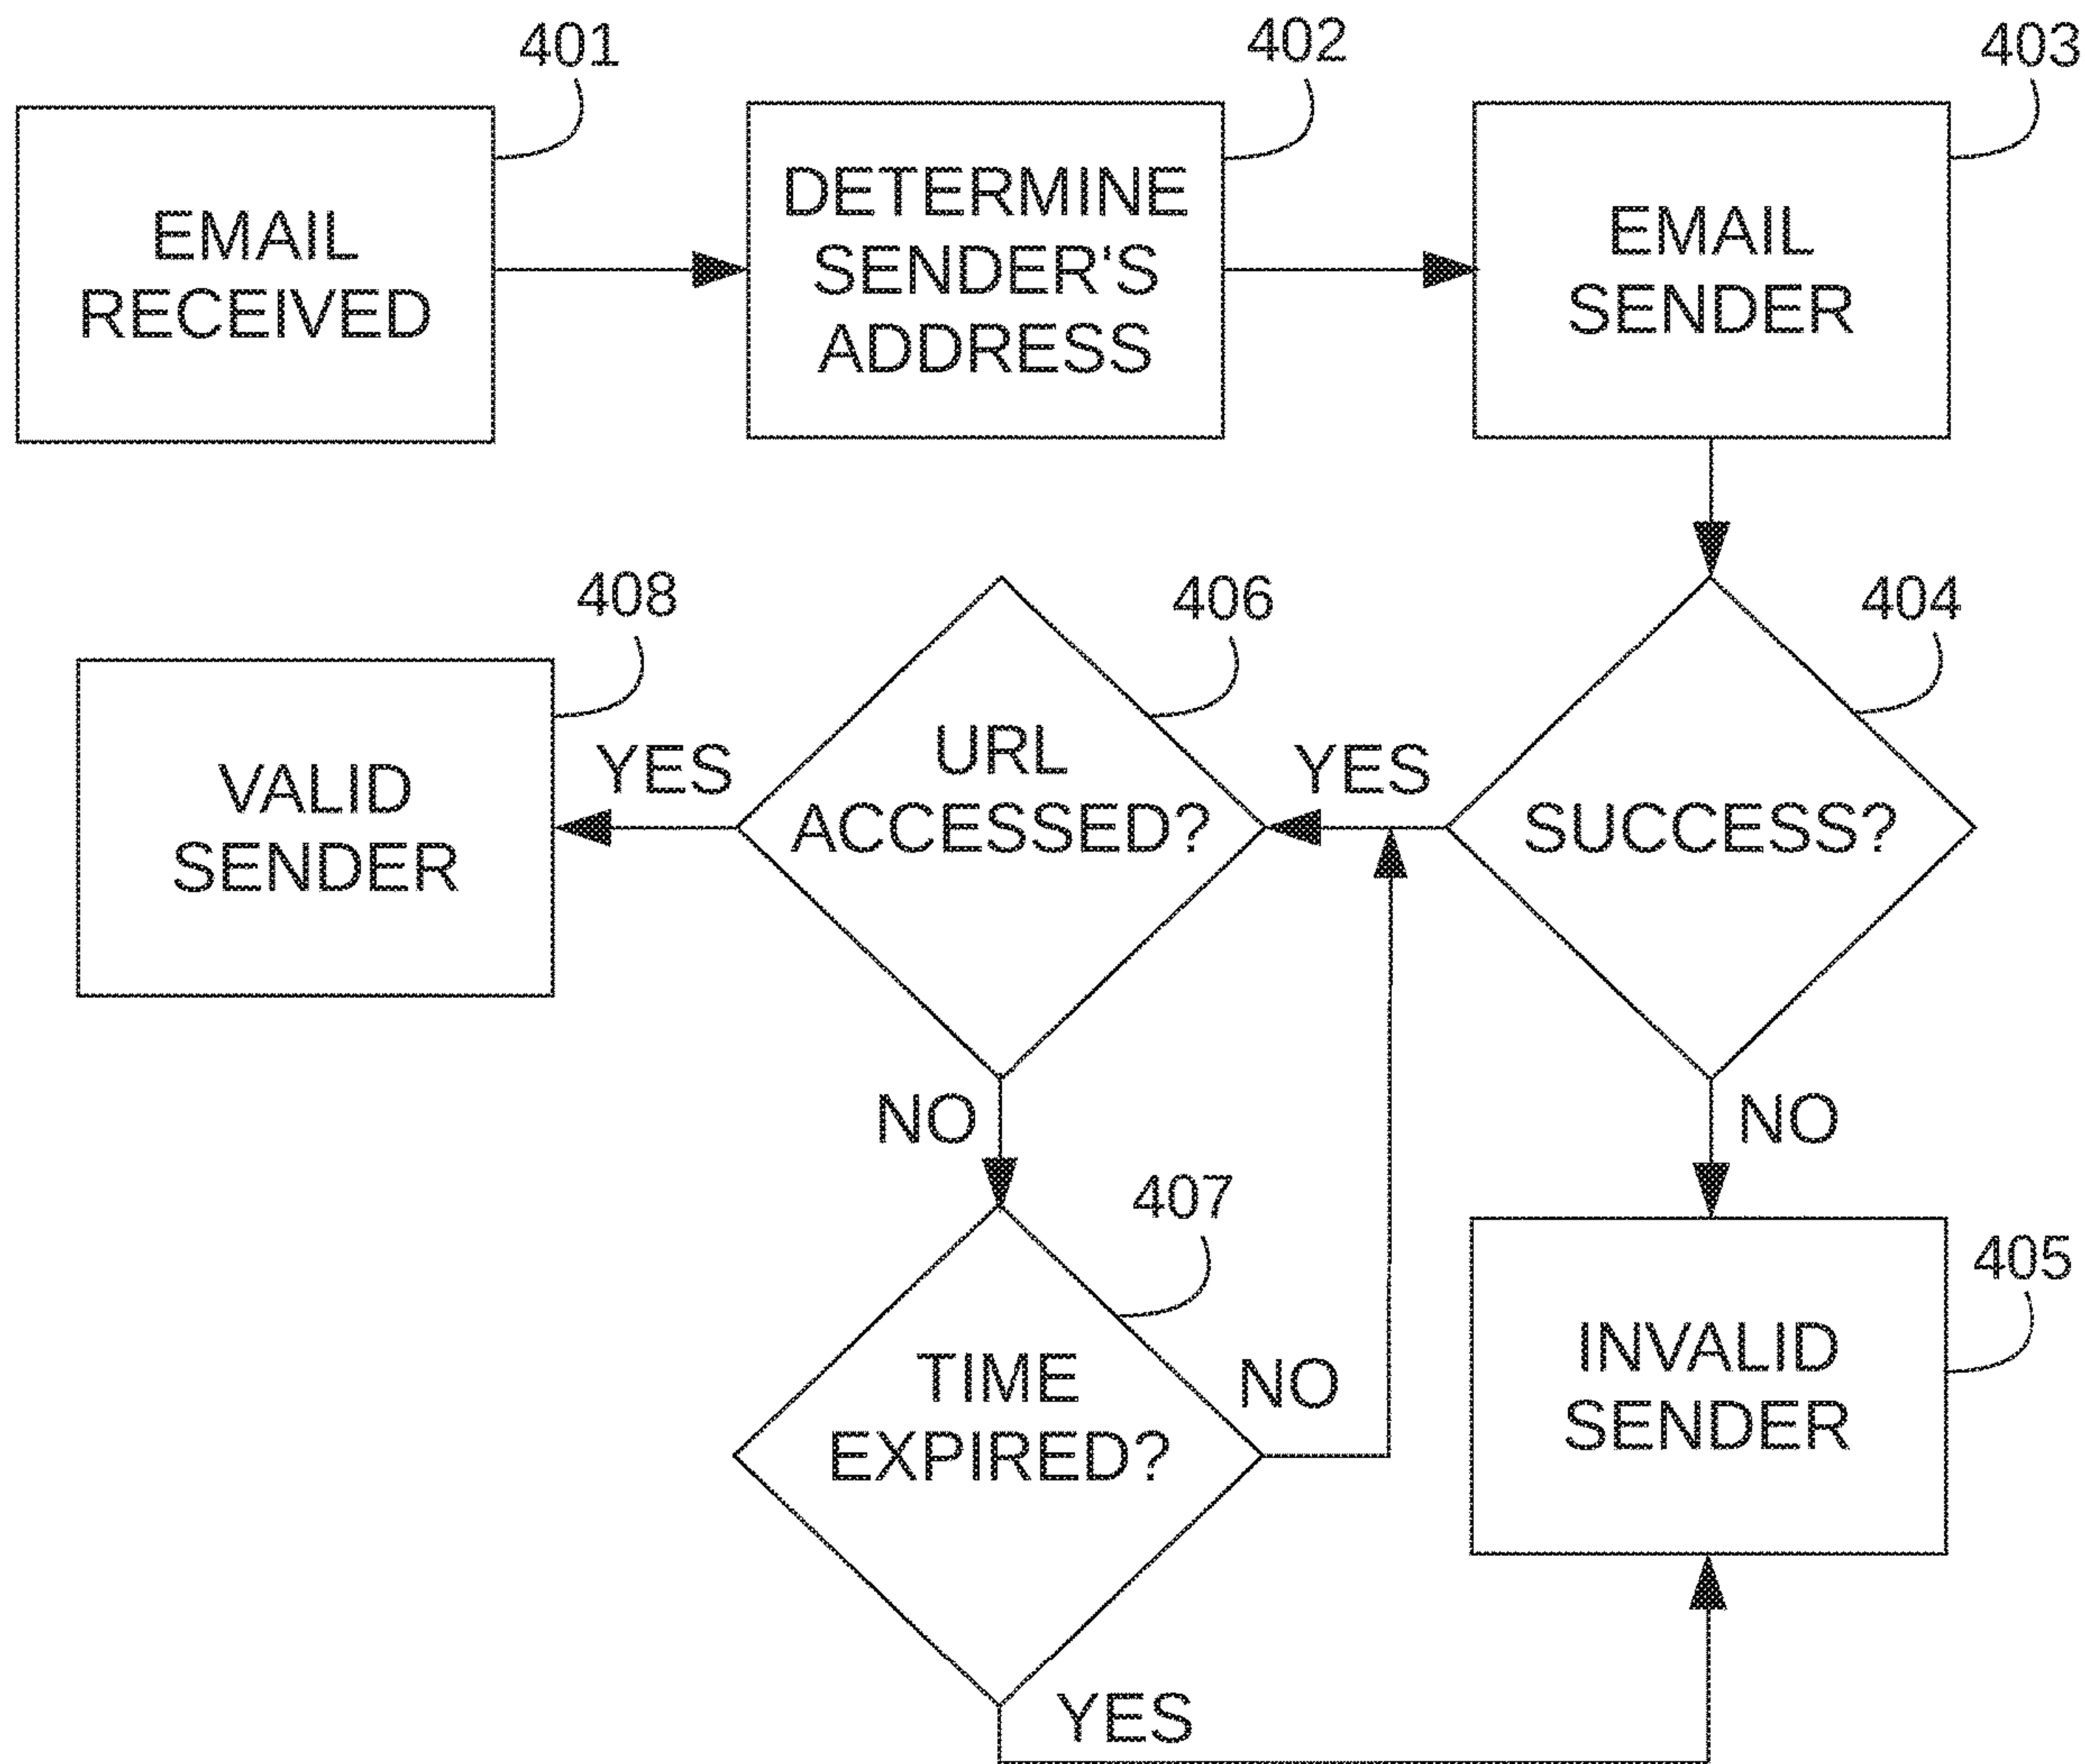 401
402
403
EMAIL
RECEIVED
DETERMINE
SENDER'S
ADDRESS
EMAIL
SENDER
408
406
404
VALID
SENDER
YES
URL
ACCESSED?
YES
SUCCESS?
NO
NO
407
405
TIME
EXPIRED?
NO
INVALID
SENDER
YES